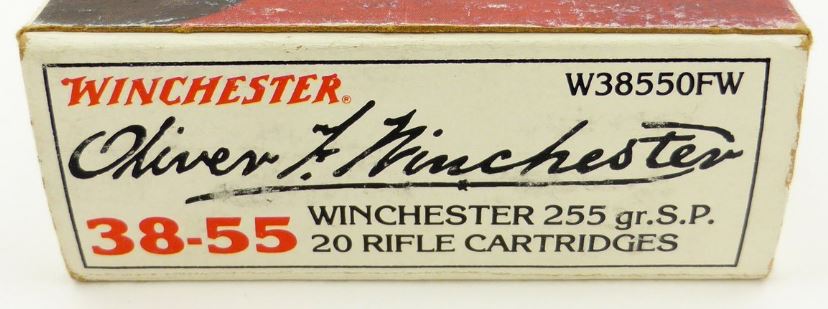 WINCHESTER® W38550FW
Oliver F. Winchester
38-55 WINCHESTER 255 gr. S.P.
20 RIFLE CARTRIDGES